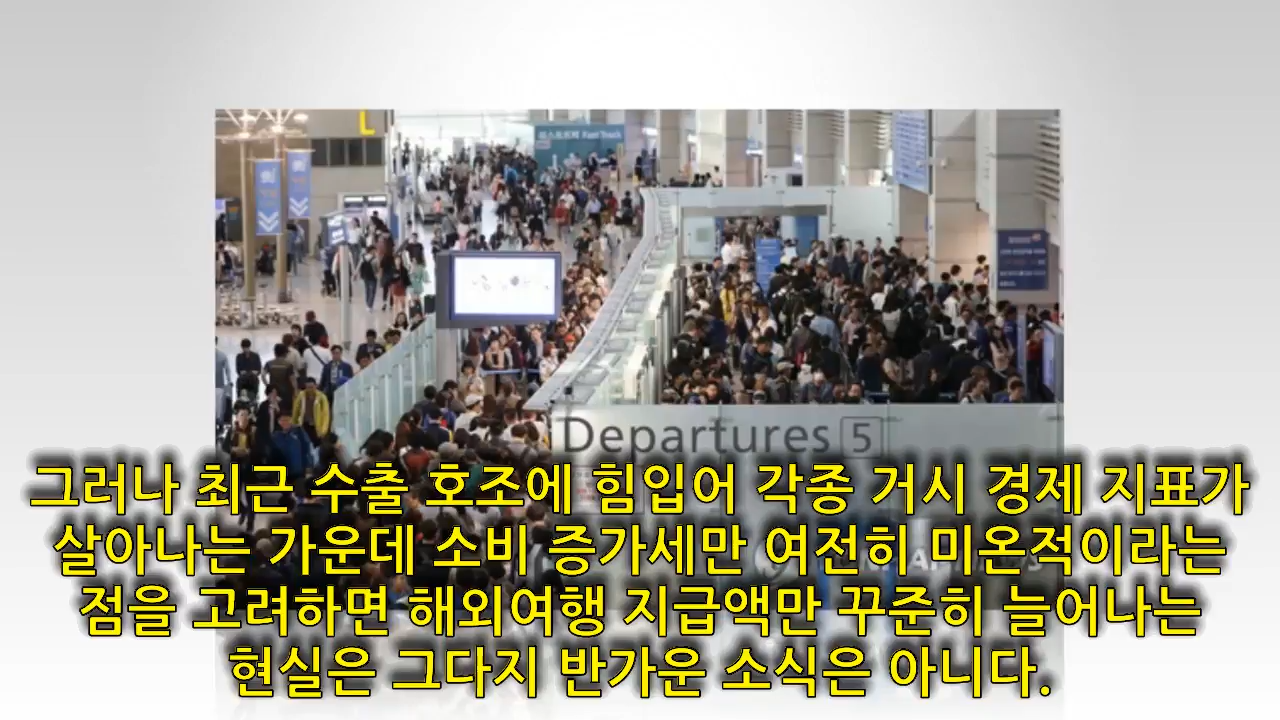 L
Fast Track
Departures 5
그러나 최근 수출 호조에 힘입어 각종 거시 경제 지표가
살아나는 가운데 소비 증가세만 여전히 미온적이라는
점을 고려하면 해외여행 지급액만 꾸준히 늘어나는
현실은 그다지 반가운 소식은 아니다.